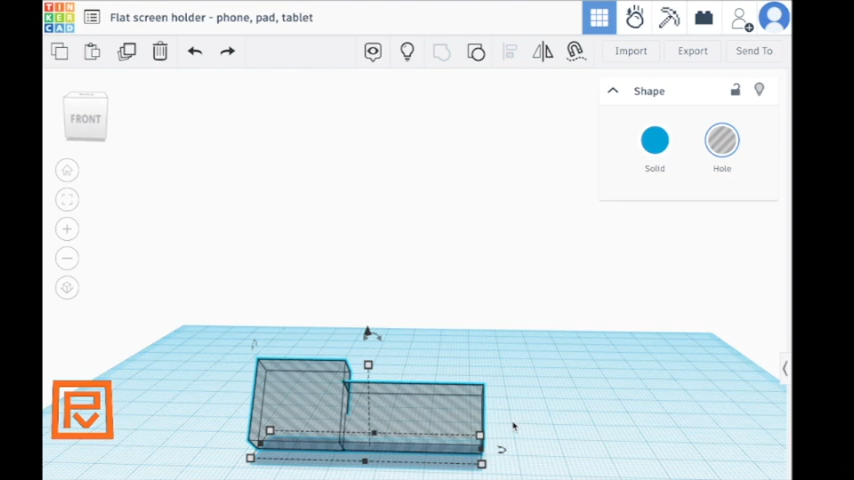 TIN
KER
CAD
Flat screen holder - phone, pad, tablet
Import
Export
Send To
FRONT
Shape
Solid
Hole